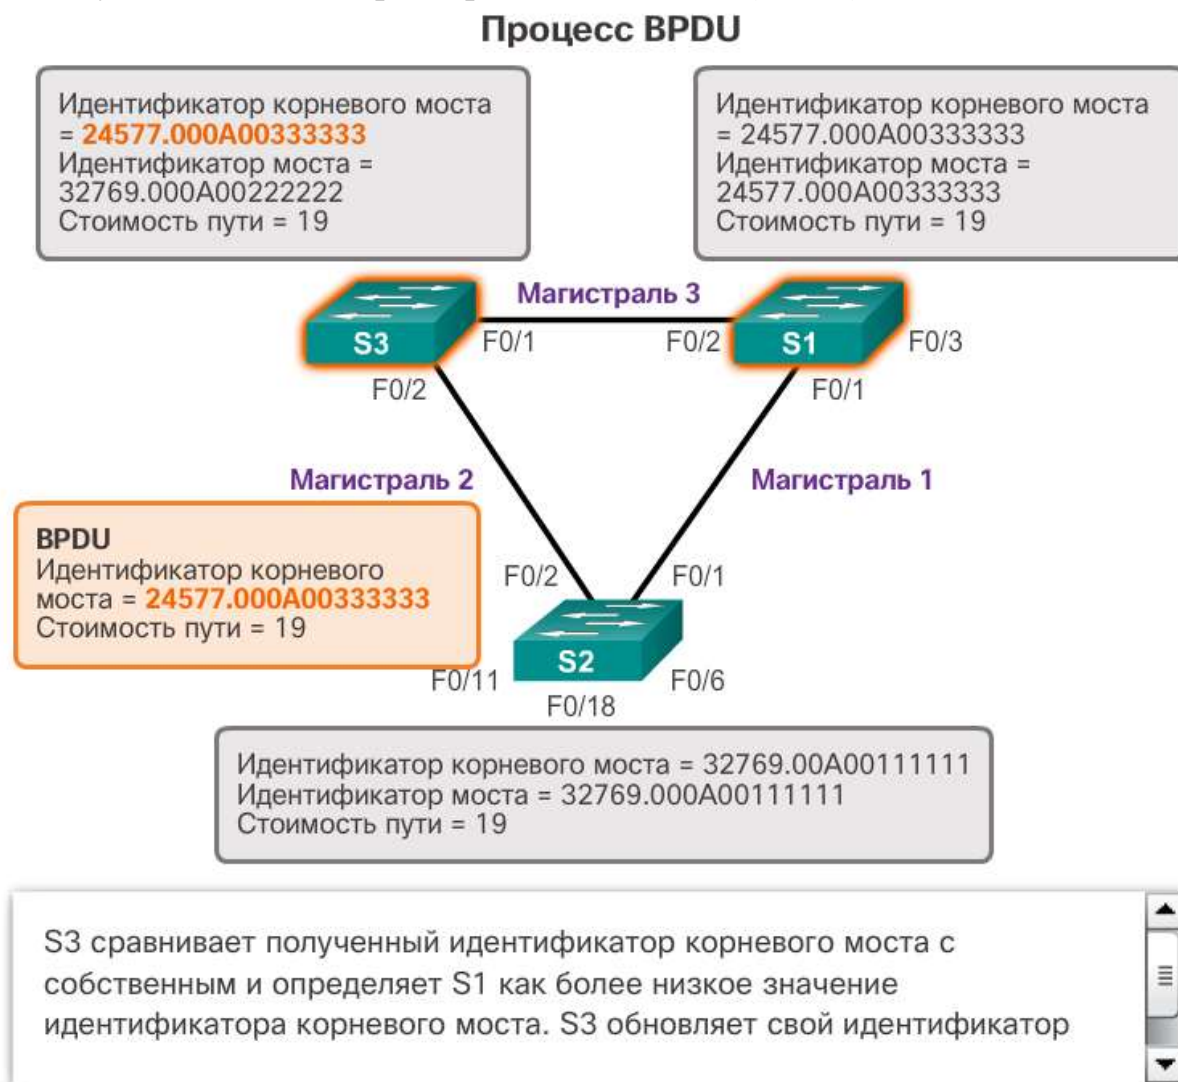 Процесс BPDU
Идентификатор корневого моста
= 24577.000A00333333
Идентификатор моста =
32769.000A00222222
Стоимость пути = 19
Идентификатор корневого моста
= 24577.000A00333333
Идентификатор моста =
24577.000A00333333
Стоимость пути = 19
Магистраль 3
S3
F0/1
F0/2
S1
F0/3
F0/2
F0/1
Магистраль 2
Магистраль 1
BPDU
Идентификатор корневого
моста = 24577.000A00333333
Стоимость пути = 19
F0/2
F0/1
S2
F0/11
F0/6
F0/18
Идентификатор корневого моста = 32769.00A00111111
Идентификатор моста = 32769.000A00111111
Стоимость пути = 19
S3 сравнивает полученный идентификатор корневого моста с
собственным и определяет S1 как более низкое значение
идентификатора корневого моста. S3 обновляет свой идентификатор